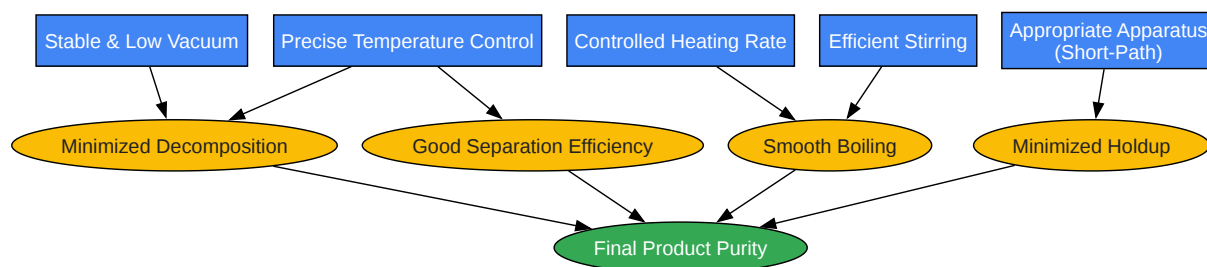 Stable & Low Vacuum
Precise Temperature Control
Controlled Heating Rate
Efficient Stirring
Appropriate Apparatus
(Short-Path)
Minimized Decomposition
Good Separation Efficiency
Smooth Boiling
Minimized Holdup
Final Product Purity